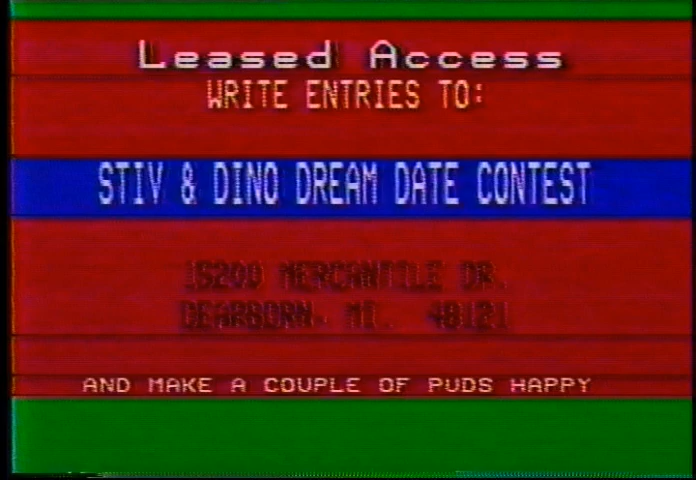 Leased Access
WRITE ENTRIES TO:
STIV & DINO DREAM DATE CONTEST
MERCANTILE DR.
DEARBORN, MI. 48121
AND MAKE A COUPLE OF PUDS HAPPY